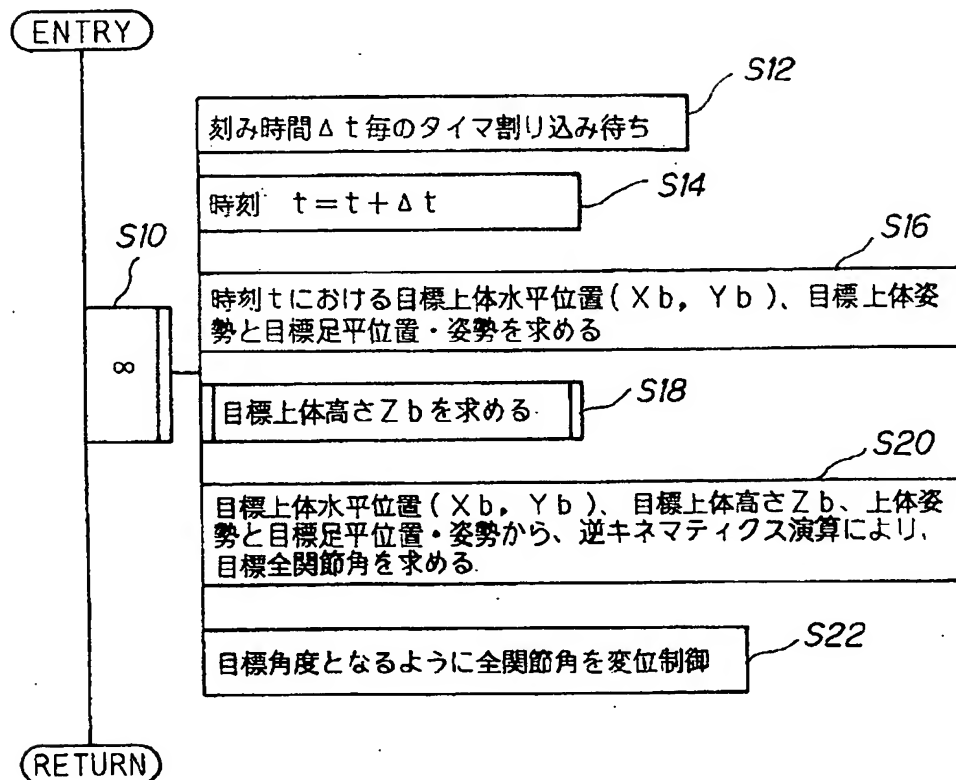 ENTRY
S12
刻み時間Δt毎のタイマ割り込み待ち
S14
時刻 t=t+Δt
S10
∞
S16
時刻tにおける目標上体水平位置(Xb, Yb)、目標上体姿
勢と目標足平位置・姿勢を求める
S18
目標上体高さZbを求める
S20
目標上体水平位置(Xb, Yb)、目標上体高さZb、上体姿
勢と目標足平位置・姿勢から、逆キネマティクス演算により、
目標全関節角を求める
S22
目標角度となるように全関節角を変位制御
RETURN